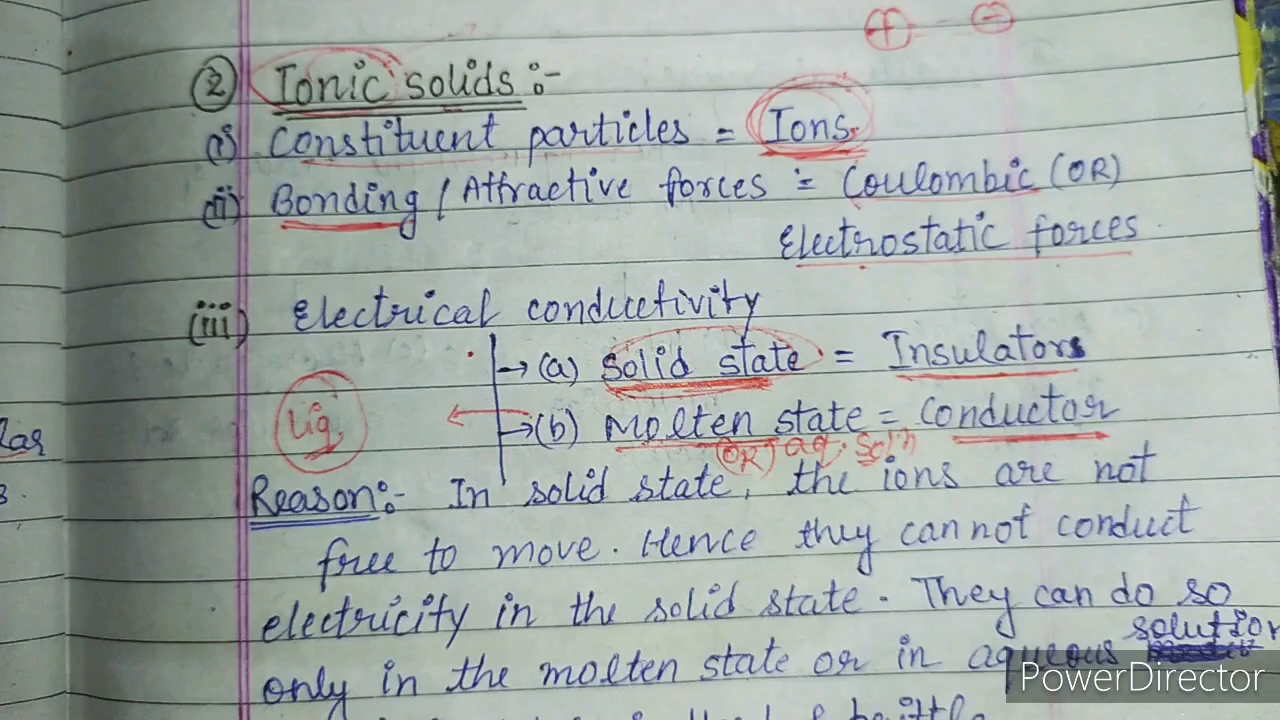 ⊕ ⊖
② Ionic solids :-
(i) Constituent particles = Ions.
(ii) Bonding / Attractive forces = Coulombic (OR)
Electrostatic forces
(iii) Electrical conductivity
→ (a) Solid state = Insulators
Liq. ← → (b) Molten state = Conductor
(OR) aq. Soln
Reason :- In solid state, the ions are not
free to move. Hence they cannot conduct
electricity in the solid state. They can do so
only in the molten state or in aqueous solution
PowerDirector